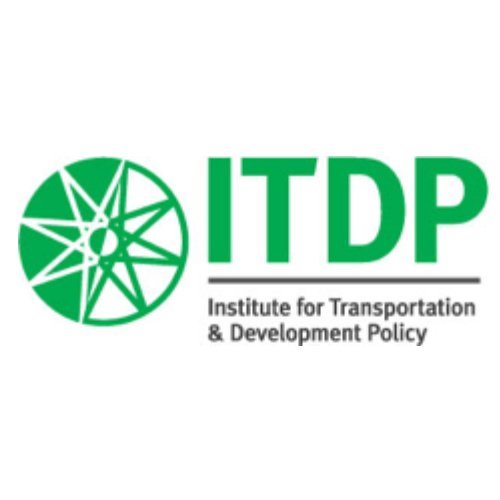 ITDP
Institute for Transportation
& Development Policy